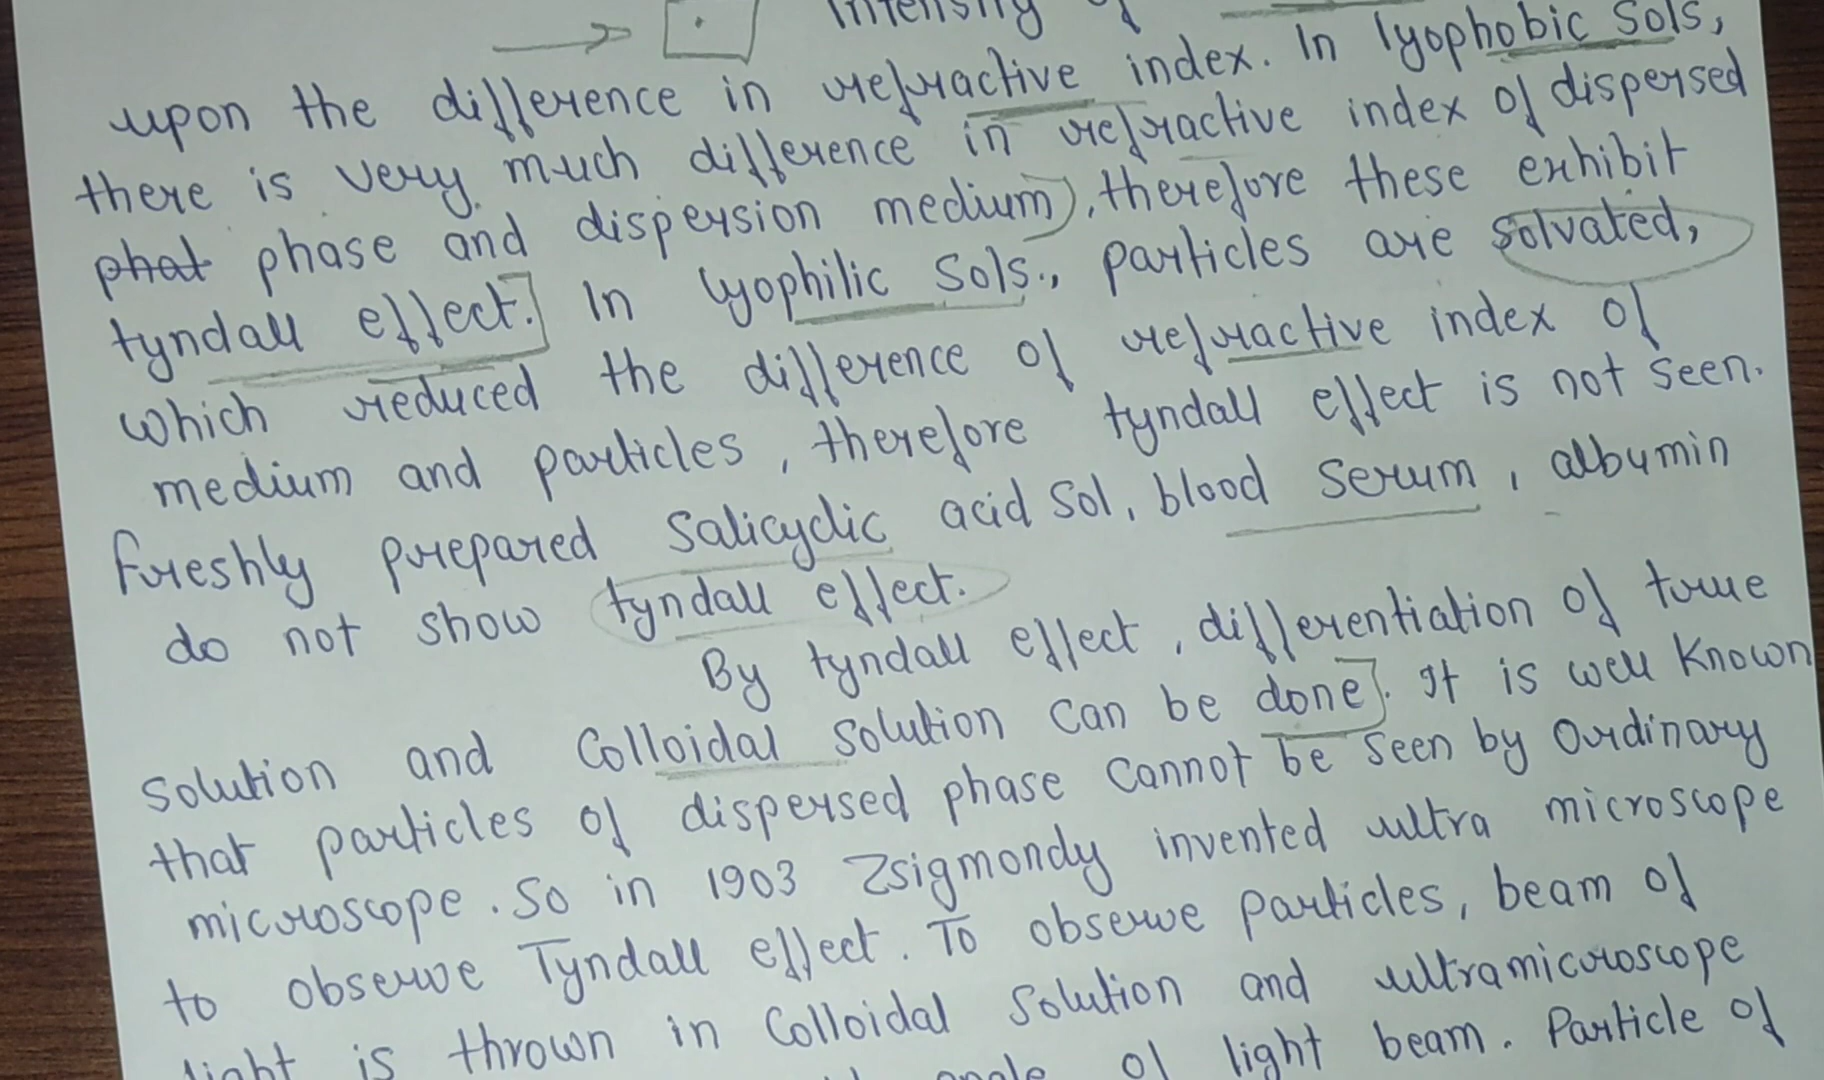 Intensity
upon the difference in refractive index. In lyophobic Sols,
there is very much difference in refractive index of dispersed
phat phase and dispersion medium), therefore these exhibit
tyndall effect.] In lyophilic Sols., particles are solvated,
which reduced the difference of refractive index of
medium and particles, therefore tyndall effect is not seen.
freshly prepared Salicyclic acid Sol, blood Serum, albumin
do not show tyndall effect.
By tyndall effect, differentiation of true
solution and Colloidal Solution can be done]. It is well Known
that particles of dispersed phase cannot be seen by Ordinary
microscope. So in 1903 Zsigmondy invented ultra microscope
to observe Tyndall effect. To observe particles, beam of
light is thrown in Colloidal Solution and ultramicroscope
angle of light beam. Particle of